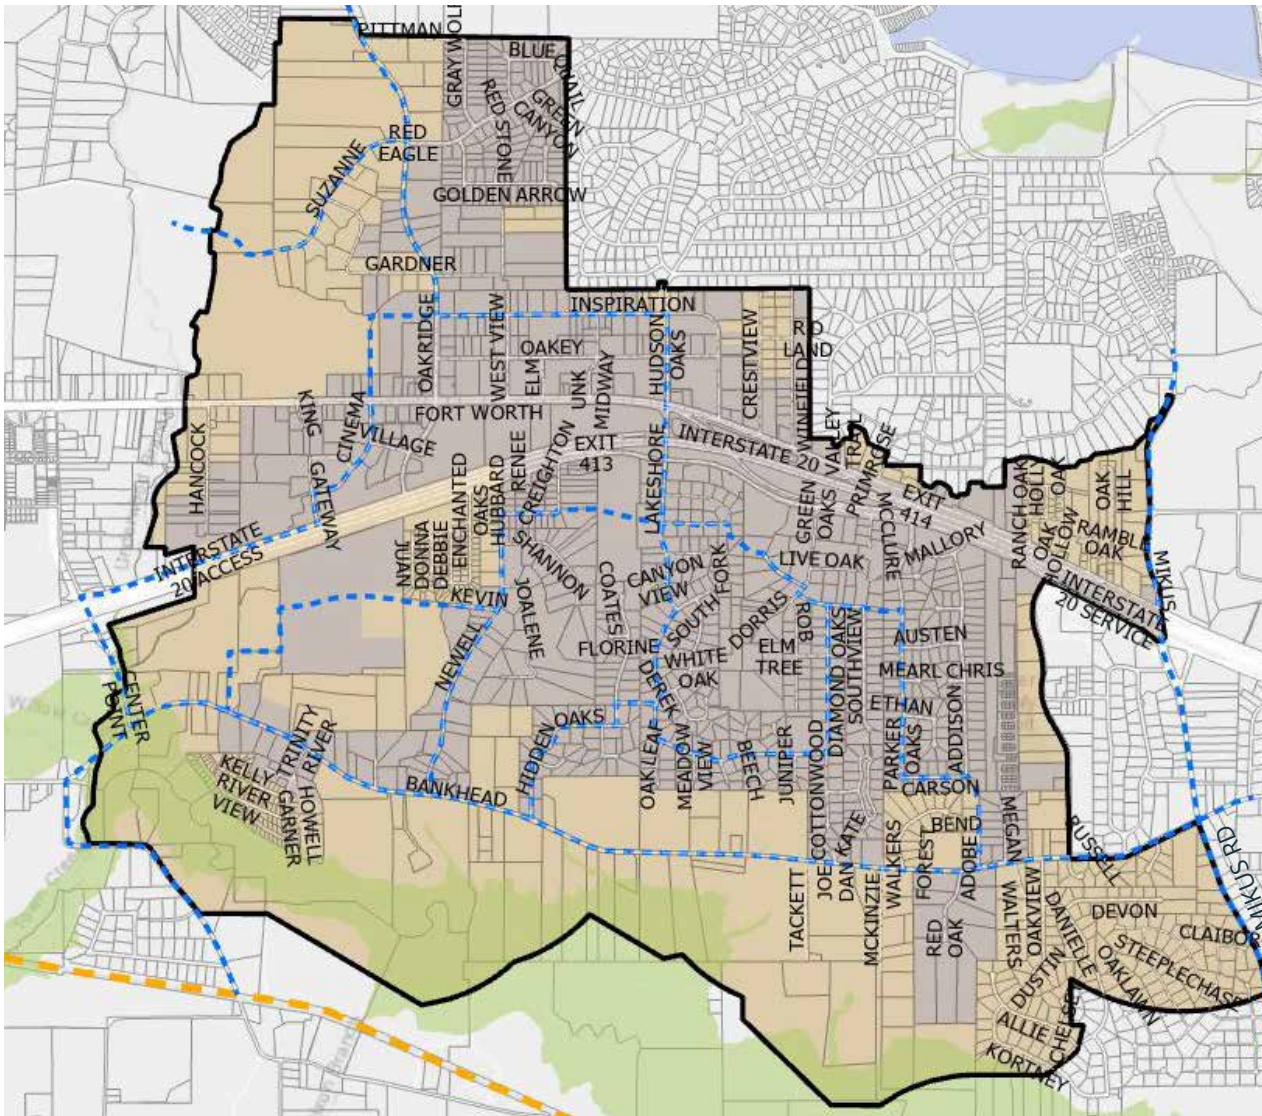 PITTMAN
GRAY WOLF
BLUE
QUAIL
GREEN
CANYON
RED STONE
RED
EAGLE
SUZANNE
GOLDEN ARROW
GARDNER
INSPIRATION
OAKRIDGE
WEST VIEW
HUDSON
OAKS
CRESTVIEW
LAND
OAKEY
ELM
UNK
MIDWAY
WINFIELD
KING
CINEMA
FORT WORTH
VILLAGE
HANCOCK
EXIT
413
INTERSTATE 20
VALLEY
TRAIL
PRIMROSE
RENEE
CREIGHTON
LAKESHORE
ENCHANTED
OAKS
HUBBARD
GATEWAY
EXIT
414
GREEN
OAKS
MCCLURE
MALLORY
RANCH OAK
HOLLY
OAK
OAK
HOLLOW
OAK
HILL
RAMBLE
OAK
MIKUS
INTERSTATE
20 ACCESS
JUAN
DONNA
DEBBIE
KEVIN
SHANNON
JOALENE
COATES
CANYON
VIEW
SOUTH
FORK
LIVE OAK
INTERSTATE
20 SERVICE
FLORINE
DORRIS
ROB
ELM
TREE
DIAMOND OAKS
SOUTHVIEW
AUSTEN
MEARL CHRIS
WHITE
OAK
NEWELL
DEREK
ETHAN
ADDISON
CENTER
POINT
TRINITY
RIVER
OAKS
HIDDEN
OAK LEAF
MEADOW
VIEW
BEECH
JUNIPER
COTTONWOOD
PARKER
OAKS
CARSON
KELLY
RIVER
VIEW
GARNER
HOWELL
BANKHEAD
MEGAN
BEND
RUSSELL
JOE
DAN
KATE
WALKERS
FOREST
ADOBE
MIKUS RD
TACKETT
MCKINZIE
RED
OAK
WALTERS
OAKVIEW
DANIELLE
DEVON
CLAIBO
STEEPLECHASE
OAKLAWN
DUSTIN
ALLIE
CHELSE
KORTNEY